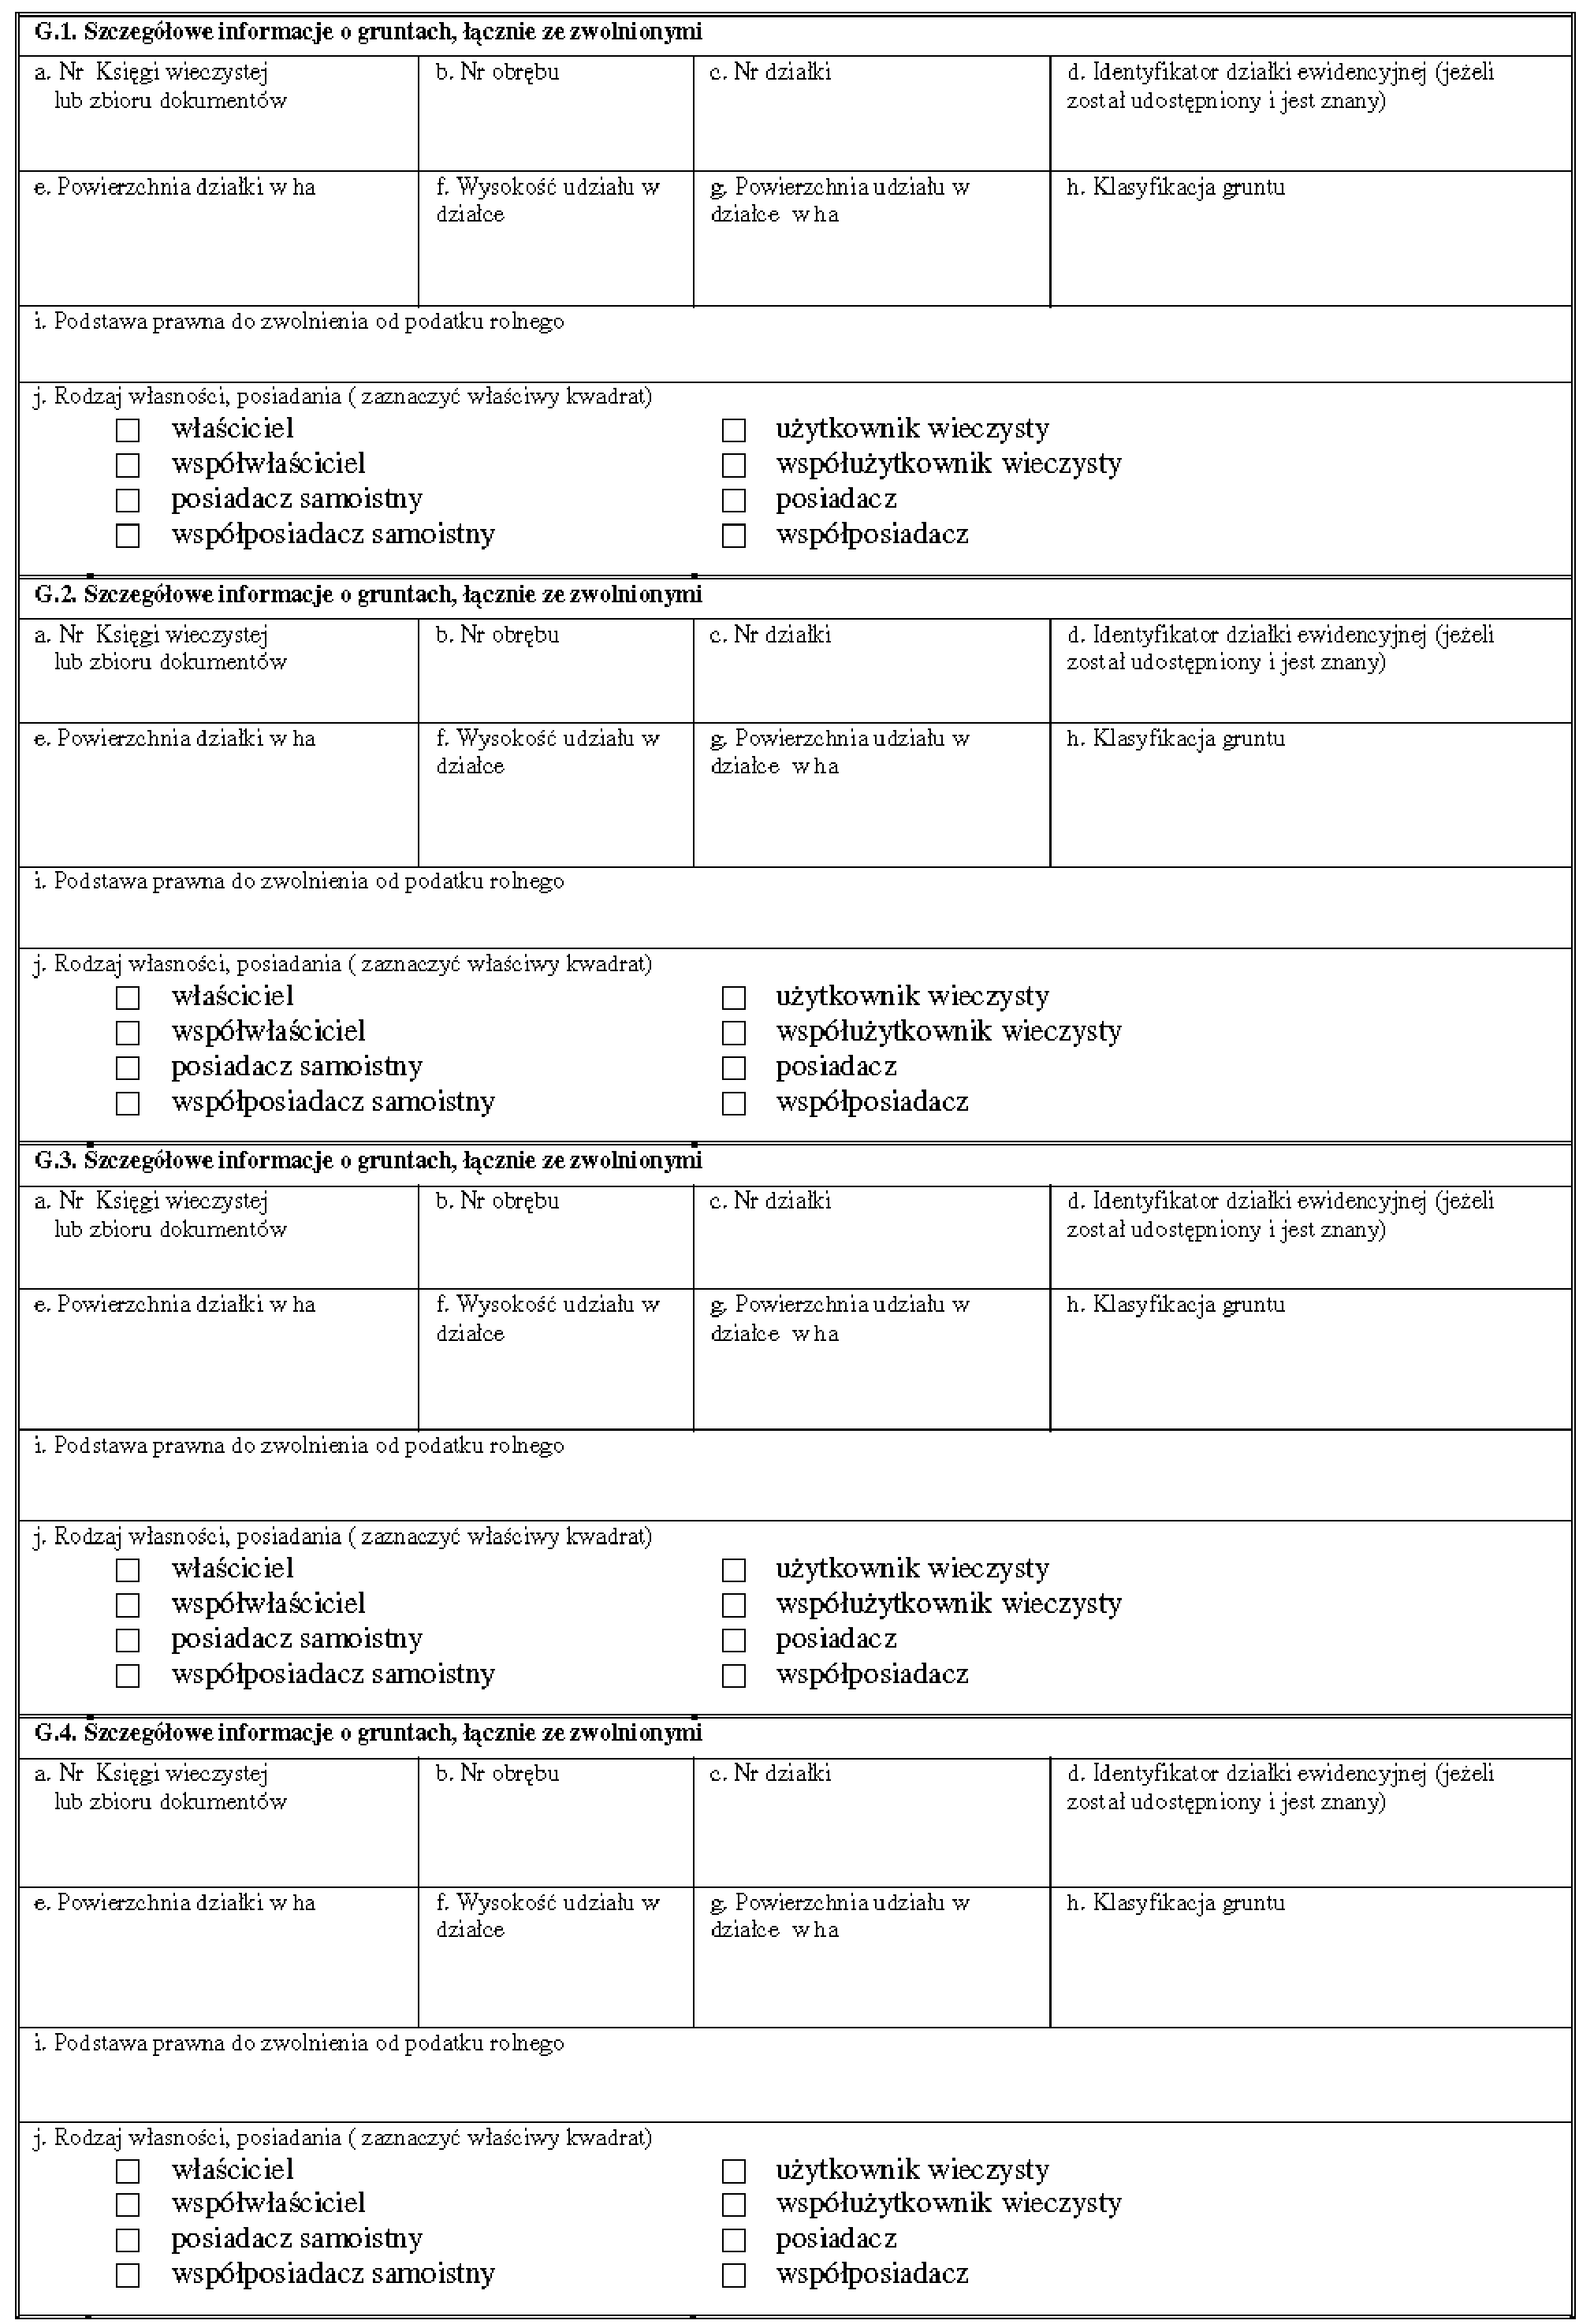 G.1. Szczegółowe informacje o gruntach, łącznie ze zwolnionymi
a. Nr Księgi wieczystej
lub zbioru dokumentów
b. Nr obrębu
c. Nr działki
d. Identyfikator działki ewidencyjnej (jeżeli
został udostępniony i jest znany)
e. Powierzchnia działki w ha
f. Wysokość udziału w
działce
g. Powierzchnia udziału w
działce w ha
h. Klasyfikacja gruntu
i. Podstawa prawna do zwolnienia od podatku rolnego
j. Rodzaj własności, posiadania ( zaznaczyć właściwy kwadrat)
☐ właściciel ☐ użytkownik wieczysty
☐ współwłaściciel ☐ współużytkownik wieczysty
☐ posiadacz samoistny ☐ posiadacz
☐ współposiadacz samoistny ☐ współposiadacz
G.2. Szczegółowe informacje o gruntach, łącznie ze zwolnionymi
a. Nr Księgi wieczystej
lub zbioru dokumentów
b. Nr obrębu
c. Nr działki
d. Identyfikator działki ewidencyjnej (jeżeli
został udostępniony i jest znany)
e. Powierzchnia działki w ha
f. Wysokość udziału w
działce
g. Powierzchnia udziału w
działce w ha
h. Klasyfikacja gruntu
i. Podstawa prawna do zwolnienia od podatku rolnego
j. Rodzaj własności, posiadania ( zaznaczyć właściwy kwadrat)
☐ właściciel ☐ użytkownik wieczysty
☐ współwłaściciel ☐ współużytkownik wieczysty
☐ posiadacz samoistny ☐ posiadacz
☐ współposiadacz samoistny ☐ współposiadacz
G.3. Szczegółowe informacje o gruntach, łącznie ze zwolnionymi
a. Nr Księgi wieczystej
lub zbioru dokumentów
b. Nr obrębu
c. Nr działki
d. Identyfikator działki ewidencyjnej (jeżeli
został udostępniony i jest znany)
e. Powierzchnia działki w ha
f. Wysokość udziału w
działce
g. Powierzchnia udziału w
działce w ha
h. Klasyfikacja gruntu
i. Podstawa prawna do zwolnienia od podatku rolnego
j. Rodzaj własności, posiadania ( zaznaczyć właściwy kwadrat)
☐ właściciel ☐ użytkownik wieczysty
☐ współwłaściciel ☐ współużytkownik wieczysty
☐ posiadacz samoistny ☐ posiadacz
☐ współposiadacz samoistny ☐ współposiadacz
G.4. Szczegółowe informacje o gruntach, łącznie ze zwolnionymi
a. Nr Księgi wieczystej
lub zbioru dokumentów
b. Nr obrębu
c. Nr działki
d. Identyfikator działki ewidencyjnej (jeżeli
został udostępniony i jest znany)
e. Powierzchnia działki w ha
f. Wysokość udziału w
działce
g. Powierzchnia udziału w
działce w ha
h. Klasyfikacja gruntu
i. Podstawa prawna do zwolnienia od podatku rolnego
j. Rodzaj własności, posiadania ( zaznaczyć właściwy kwadrat)
☐ właściciel ☐ użytkownik wieczysty
☐ współwłaściciel ☐ współużytkownik wieczysty
☐ posiadacz samoistny ☐ posiadacz
☐ współposiadacz samoistny ☐ współposiadacz